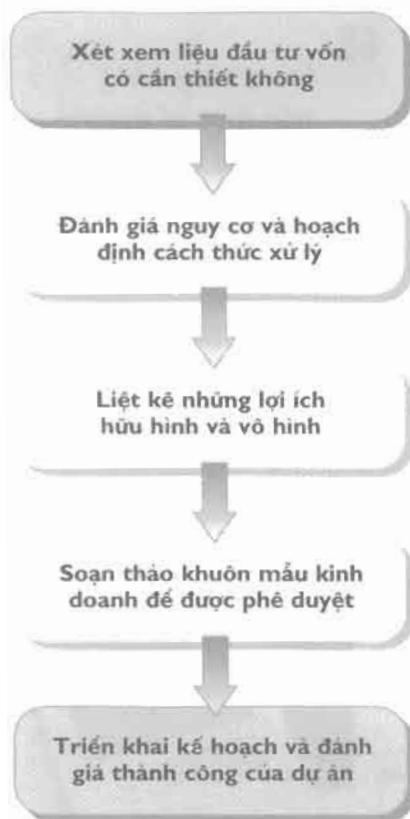 Xét xem liệu đầu tư vốn
có cần thiết không
Đánh giá nguy cơ và hoạch
định cách thức xử lý
Liệt kê những lợi ích
hữu hình và vô hình
Soạn thảo khuôn mẫu kinh
doanh để được phê duyệt
Triển khai kế hoạch và đánh
giá thành công của dự án